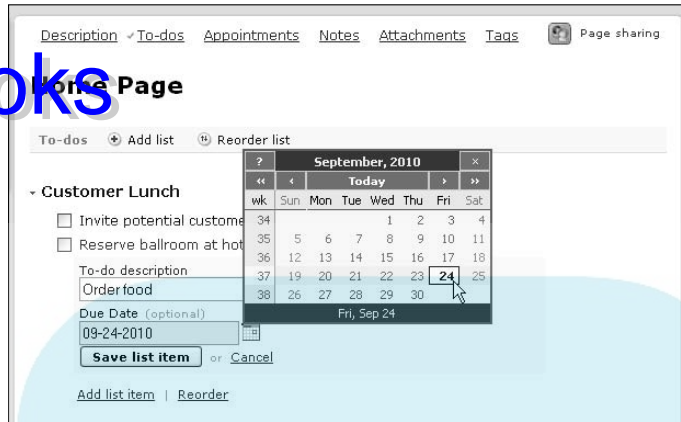 Description ✓To-dos Appointments Notes Attachments Tags Page sharing
oks
Home Page
To-dos Add list Reorder list
? September, 2010 ×
‹‹ ‹ Today › ››
Customer Lunch
wk Sun Mon Tue Wed Thu Fri Sat
Invite potential custome
34 1 2 3 4
Reserve ballroom at hot
35 5 6 7 8 9 10 11
36 12 13 14 15 16 17 18
To-do description
37 19 20 21 22 23 24 25
Order food
38 26 27 28 29 30
Due Date (optional)
Fri, Sep 24
09-24-2010
Save list item or Cancel
Add list item | Reorder